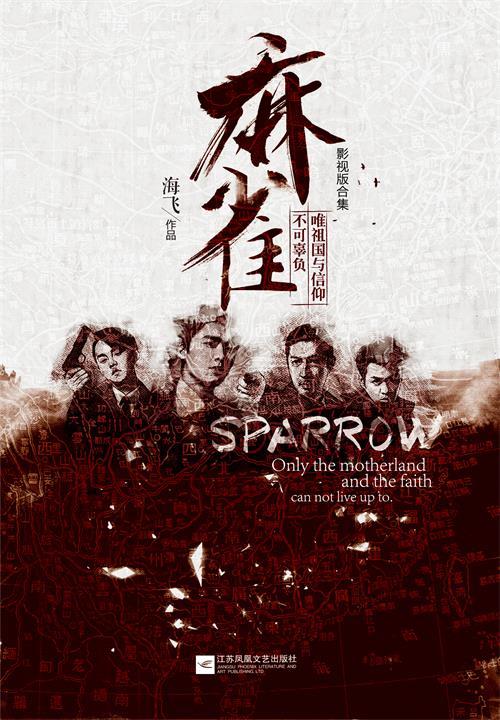 麻雀
影视版合集
海飞
作品
唯祖国与信仰
不可辜负
SPARROW
Only the motherland
and the faith
can not live up to.
江苏凤凰文艺出版社
JIANGSU PHOENIX LITERATURE AND
ART PUBLISHING, LTD